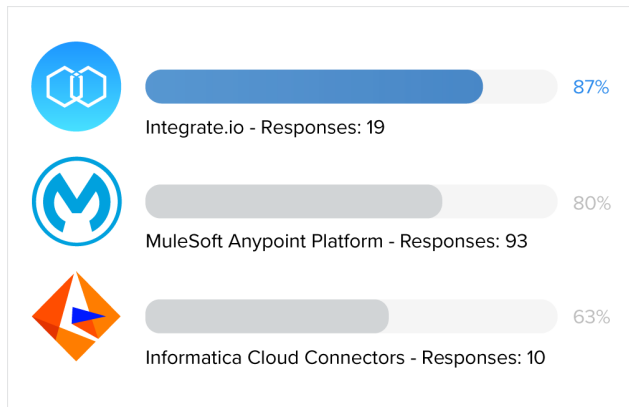 87%
Integrate.io - Responses: 19
80%
MuleSoft Anypoint Platform - Responses: 93
63%
Informatica Cloud Connectors - Responses: 10